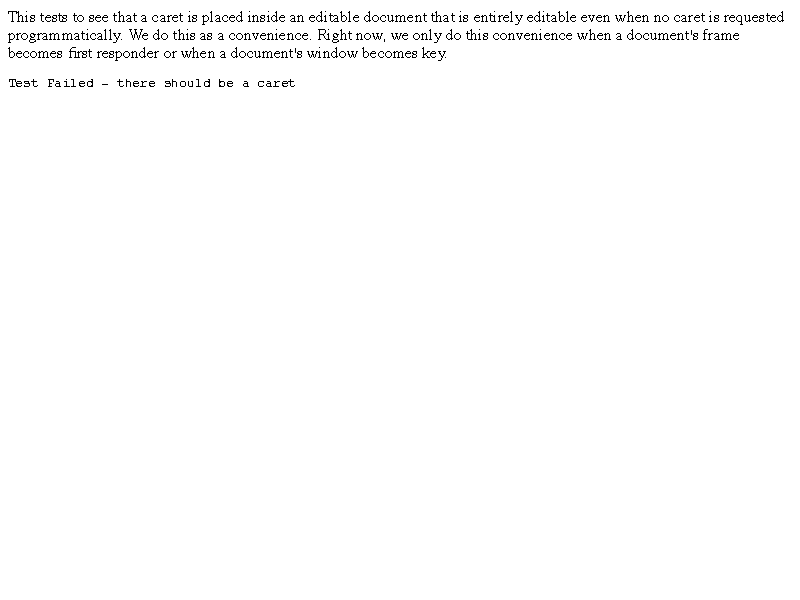 This tests to see that a caret is placed inside an editable document that is entirely editable even when no caret is requested
programmatically. We do this as a convenience. Right now, we only do this convenience when a document's frame
becomes first responder or when a document's window becomes key.
Test Failed - there should be a caret